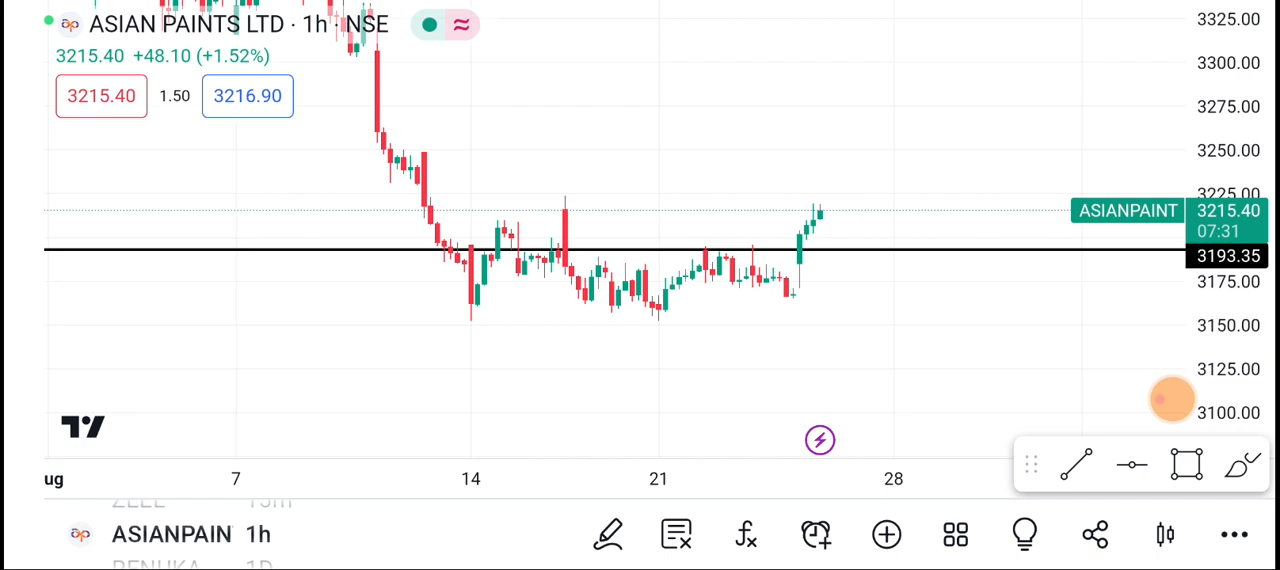 ASIAN PAINTS LTD · 1h · NSE
3215.40 +48.10 (+1.52%)
3215.40 1.50 3216.90
3325.00
3300.00
3275.00
3250.00
3225.00
ASIANPAINT 3215.40
07:31
3193.35
3175.00
3150.00
3125.00
3100.00
ug 7 14 21 28
ASIANPAIN 1h
RENUKA 1D